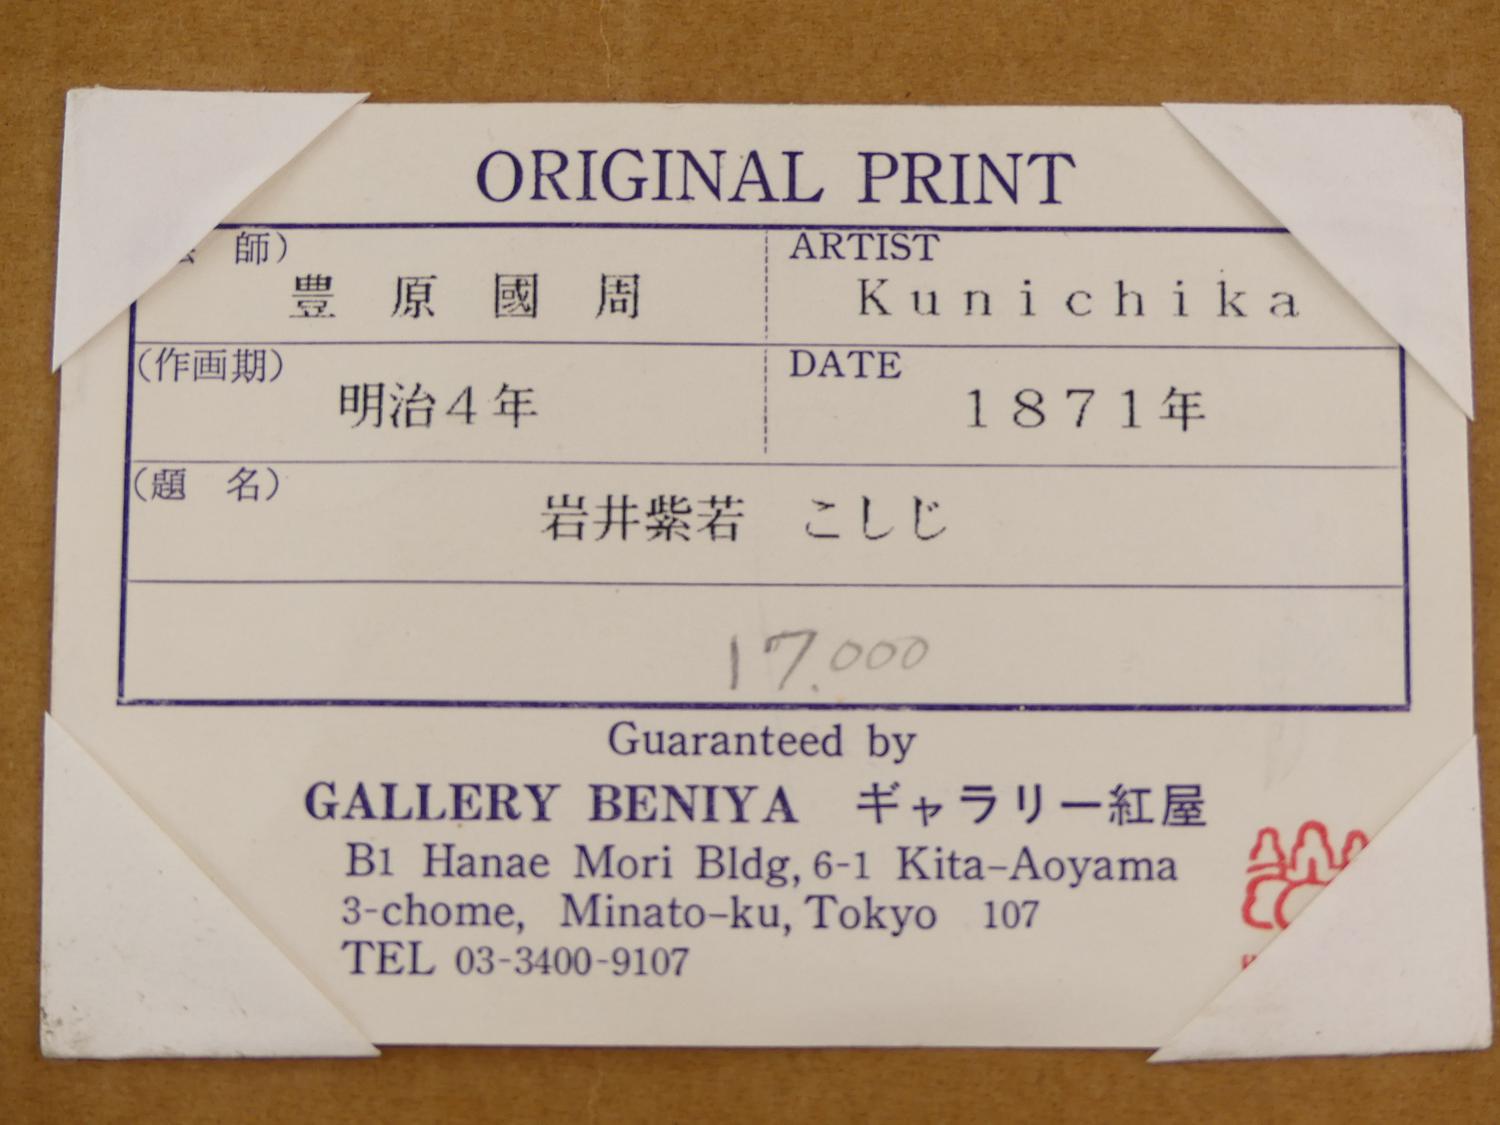 ORIGINAL PRINT
師)
豊原國周
ARTIST
Kunichika
(作画期)
明治4年
DATE
1871年
(題 名)
岩井紫若 こしじ
17.000
Guaranteed by
GALLERY BENIYA ギャラリー紅屋
B1 Hanae Mori Bldg, 6-1 Kita-Aoyama
3-chome, Minato-ku, Tokyo 107
TEL 03-3400-9107